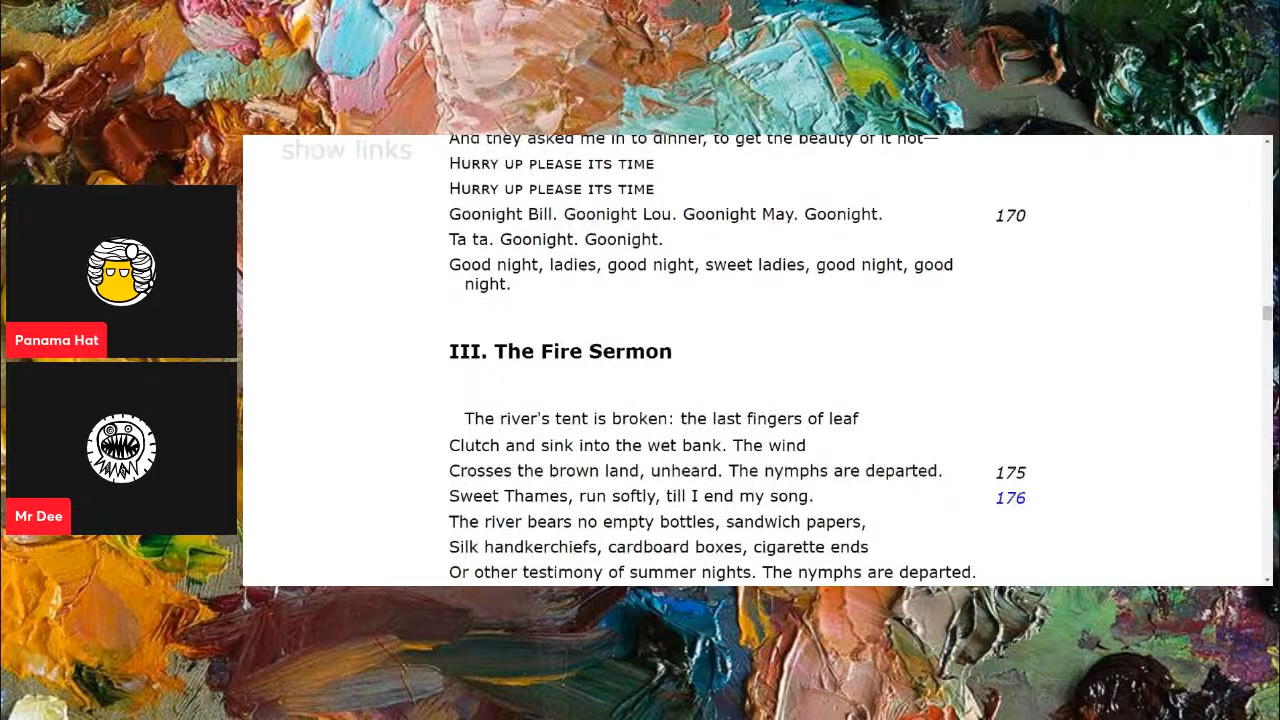 show links
And they asked me in to dinner, to get the beauty of it hot—
HURRY UP PLEASE ITS TIME
HURRY UP PLEASE ITS TIME
Goonight Bill. Goonight Lou. Goonight May. Goonight. 170
Ta ta. Goonight. Goonight.
Good night, ladies, good night, sweet ladies, good night, good
night.
III. The Fire Sermon
The river's tent is broken: the last fingers of leaf
Clutch and sink into the wet bank. The wind
Crosses the brown land, unheard. The nymphs are departed. 175
Sweet Thames, run softly, till I end my song. 176
The river bears no empty bottles, sandwich papers,
Silk handkerchiefs, cardboard boxes, cigarette ends
Or other testimony of summer nights. The nymphs are departed.
Panama Hat
Mr Dee